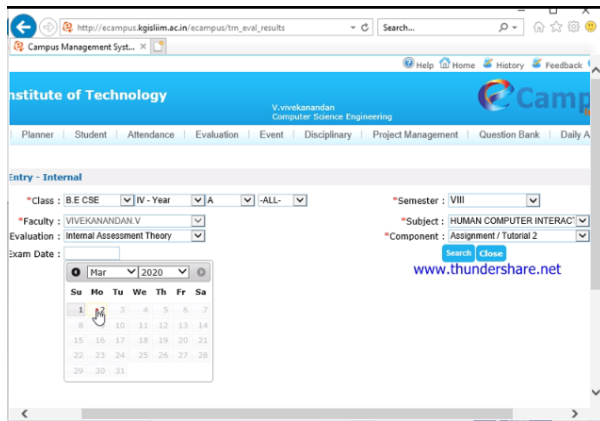 http://ecampus.kgisliim.ac.in/ecampus/trn_eval_results
Search...
Campus Management Syst...
Help Home History Feedback
nstitute of Technology
V.vivekanandan
Computer Science Engineering
eCamp
Planner Student Attendance Evaluation Event Disciplinary Project Management Question Bank Daily A
Entry - Internal
*Class : B.E CSE IV - Year A -ALL- *Semester : VIII
*Faculty : VIVEKANANDAN.V *Subject : HUMAN COMPUTER INTERAC
Evaluation : Internal Assessment Theory *Component : Assignment / Tutorial 2
Exam Date : Search Close
www.thundershare.net
Mar 2020
Su Mo Tu We Th Fr Sa
1 2 3 4 5 6 7
8 9 10 11 12 13 14
15 16 17 18 19 20 21
22 23 24 25 26 27 28
29 30 31